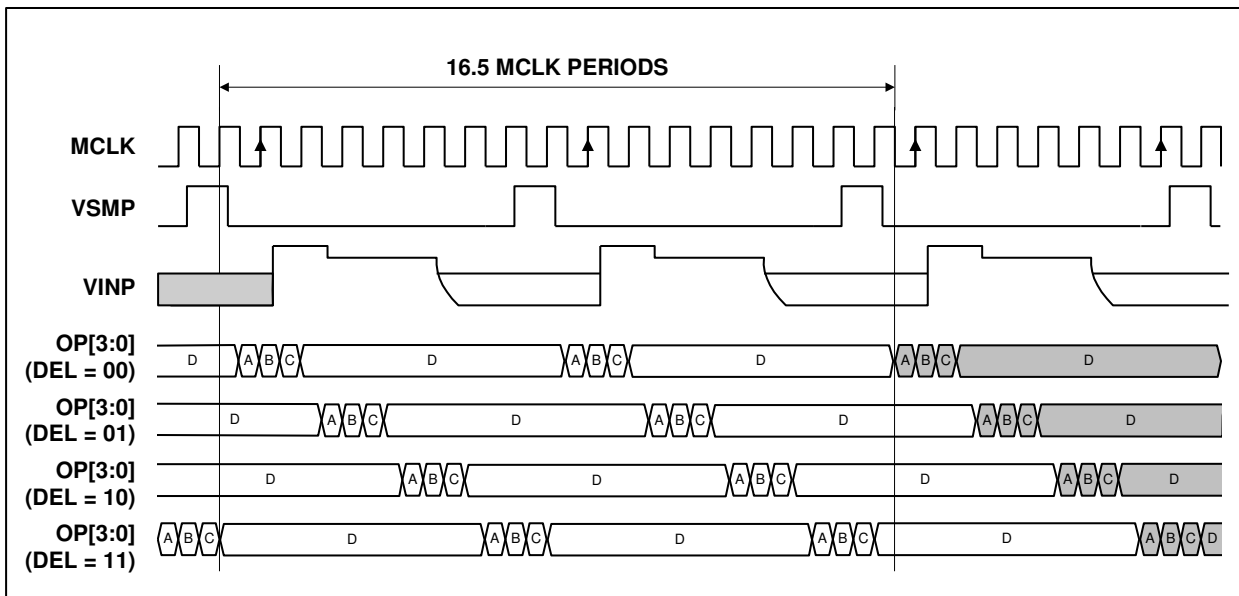 16.5 MCLK PERIODS
MCLK
VSMP
VINP
OP[3:0]
(DEL = 00)
D A B C D A B C D A B C D
OP[3:0]
(DEL = 01)
D A B C D A B C D A B C D
OP[3:0]
(DEL = 10)
D A B C D A B C D A B C D
OP[3:0]
(DEL = 11)
A B C D A B C D A B C D A B C D